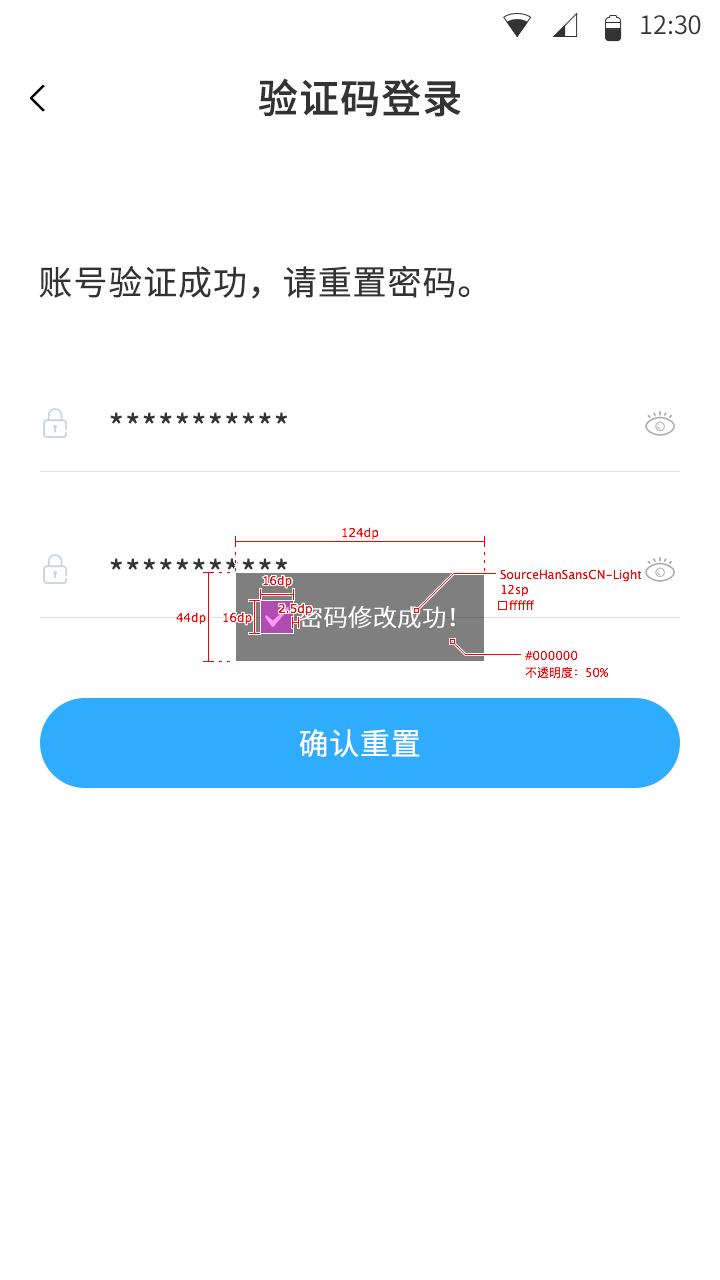 12:30
验证码登录
账号验证成功，请重置密码。
***********
124dp
***********
16dp
SourceHanSansCN-Light
12sp
ffffff
44dp
16dp
2.5dp
密码修改成功！
#000000
不透明度：50%
确认重置